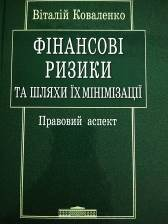 Віталій Коваленко
ФІНАНСОВІ
РИЗИКИ
ТА ШЛЯХИ ЇХ МІНІМІЗАЦІЇ
Правовий аспект